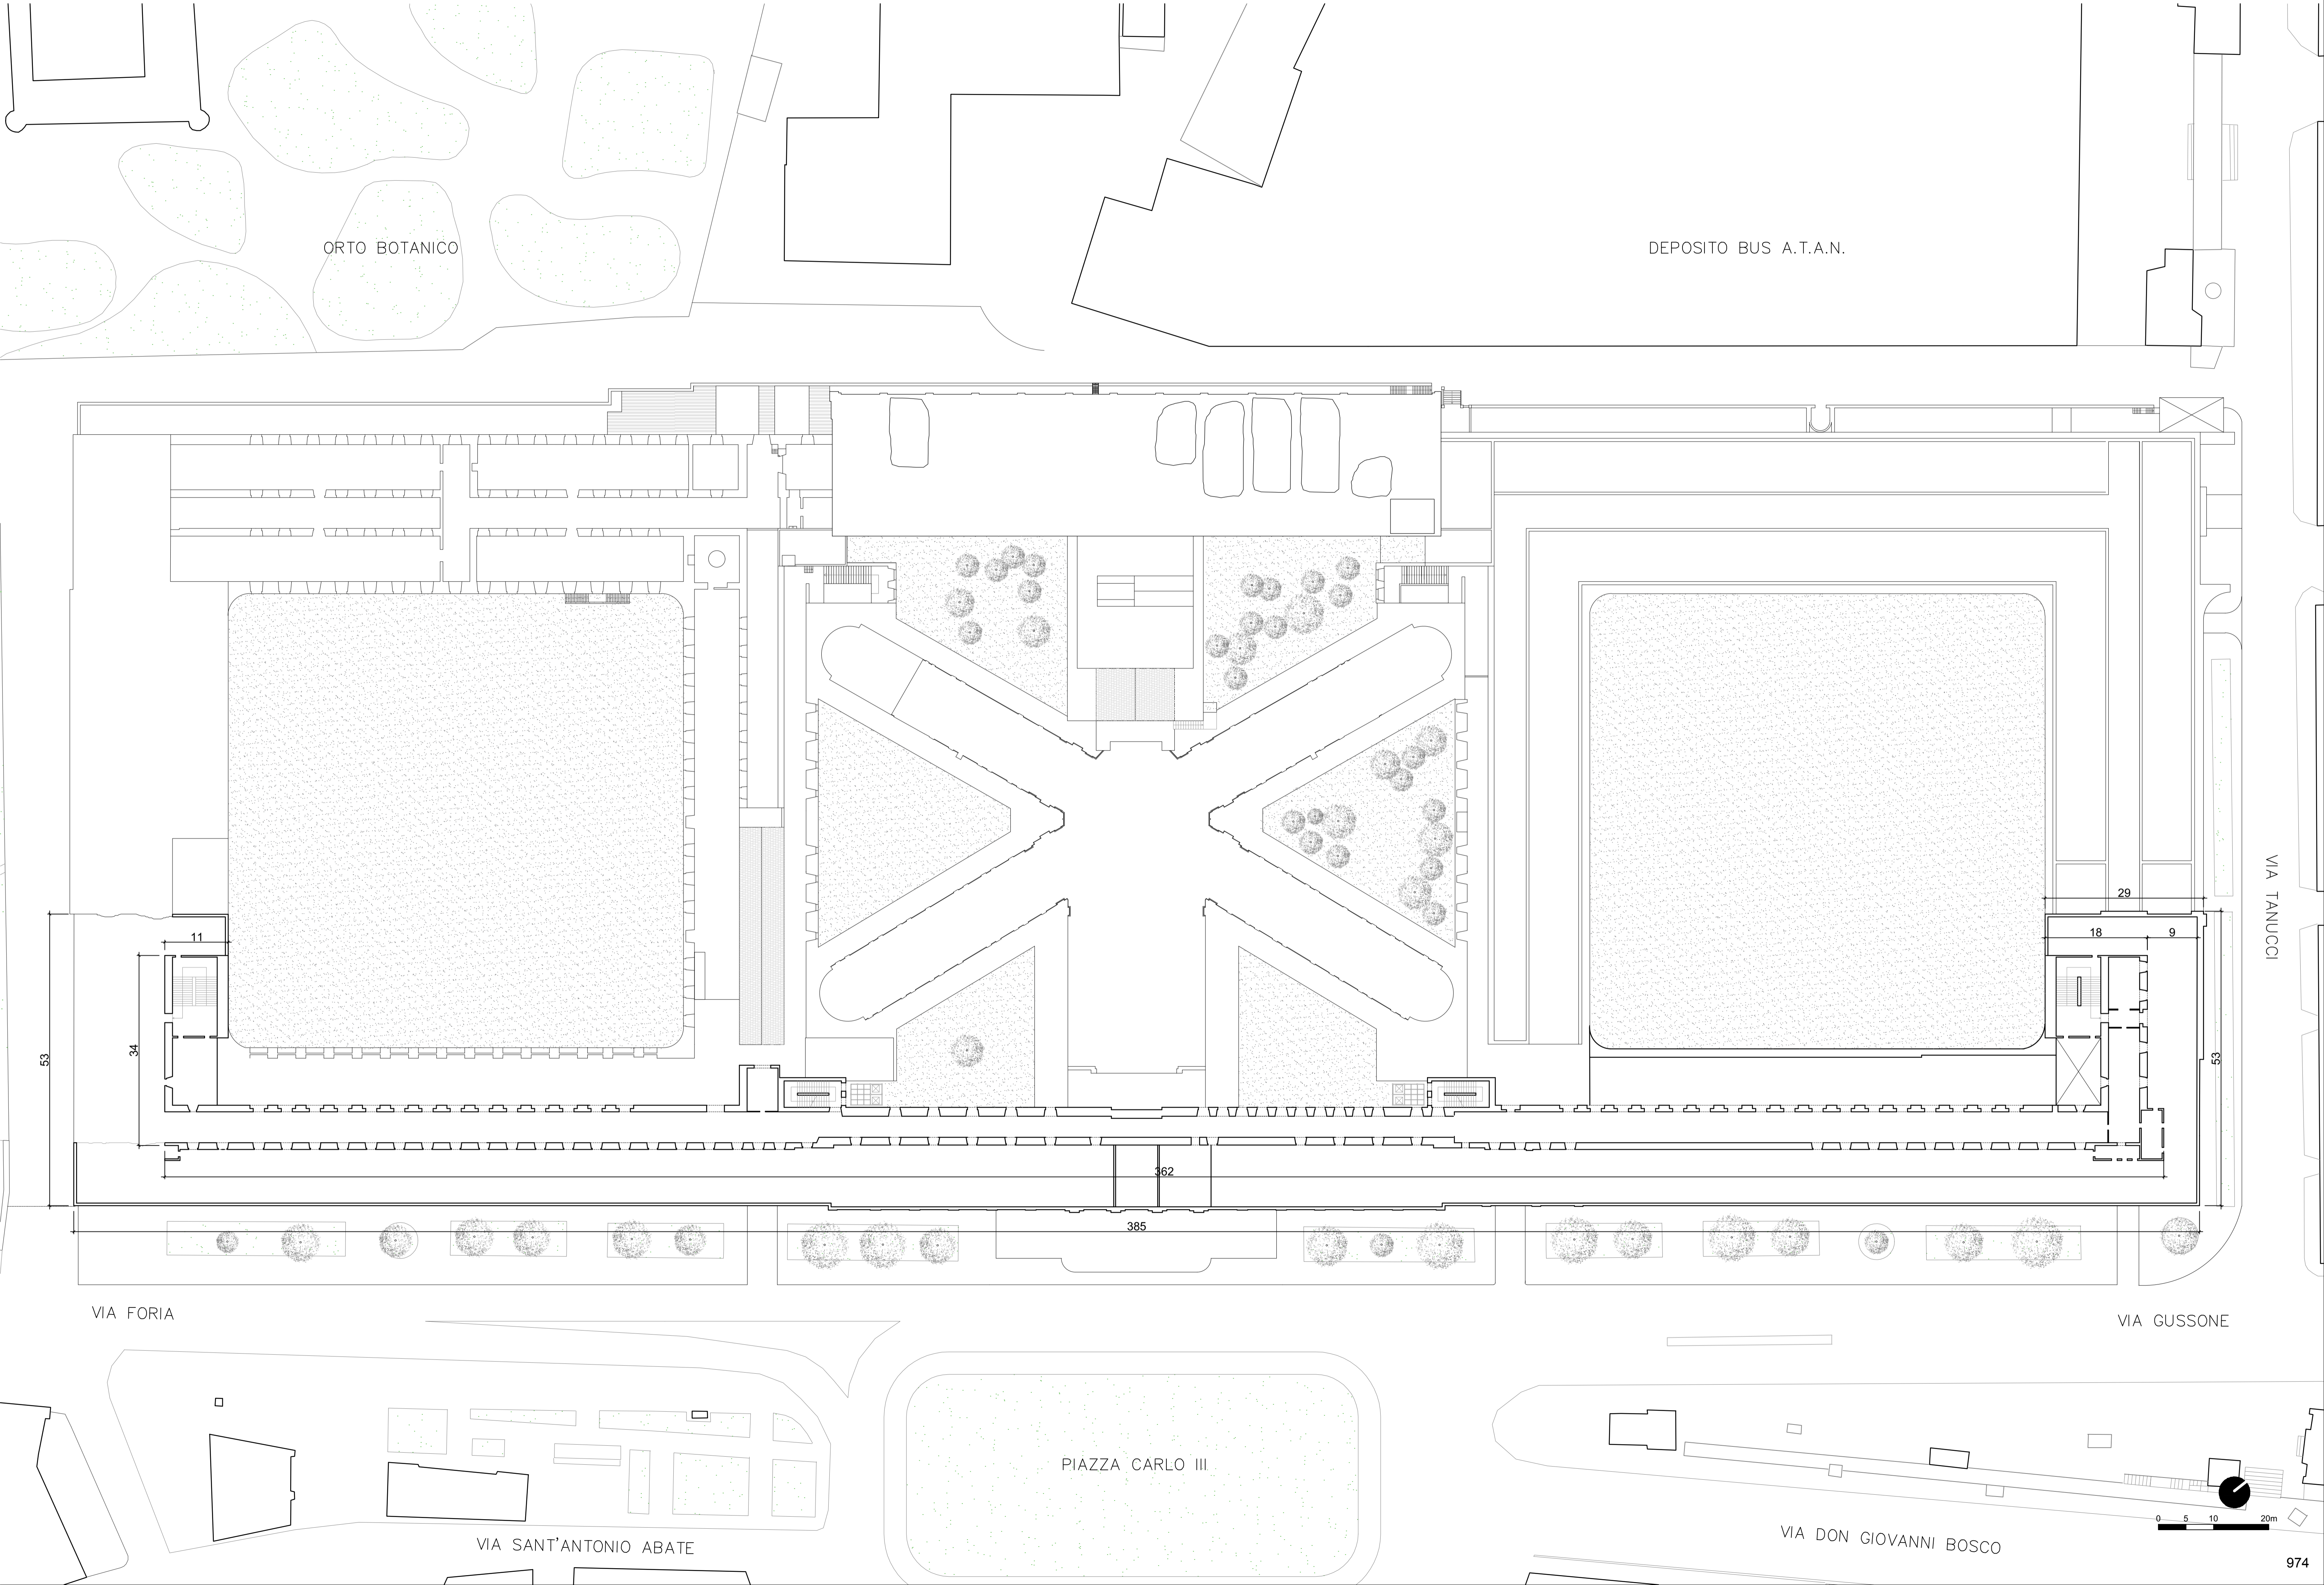 ORTO BOTANICO
DEPOSITO BUS A.T.A.N.
VIA TANUCCI
29
11
18
9
34
53
53
362
385
VIA FORIA
VIA GUSSONE
PIAZZA CARLO III
VIA SANT'ANTONIO ABATE
VIA DON GIOVANNI BOSCO
0 5 10 20m
974